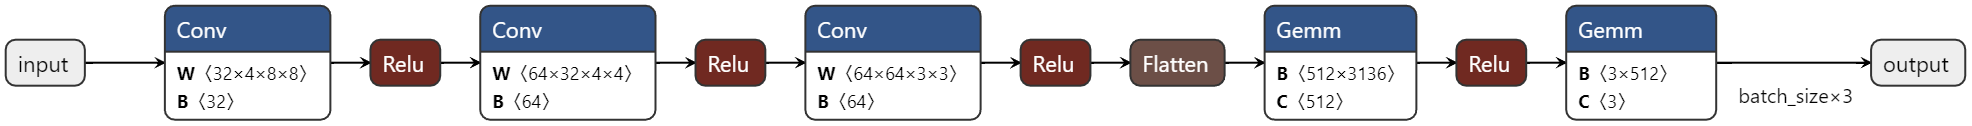 input
Conv
W 〈32×4×8×8〉
B 〈32〉
Relu
Conv
W 〈64×32×4×4〉
B 〈64〉
Relu
Conv
W 〈64×64×3×3〉
B 〈64〉
Relu
Flatten
Gemm
B 〈512×3136〉
C 〈512〉
Relu
Gemm
B 〈3×512〉
C 〈3〉
batch_size×3
output